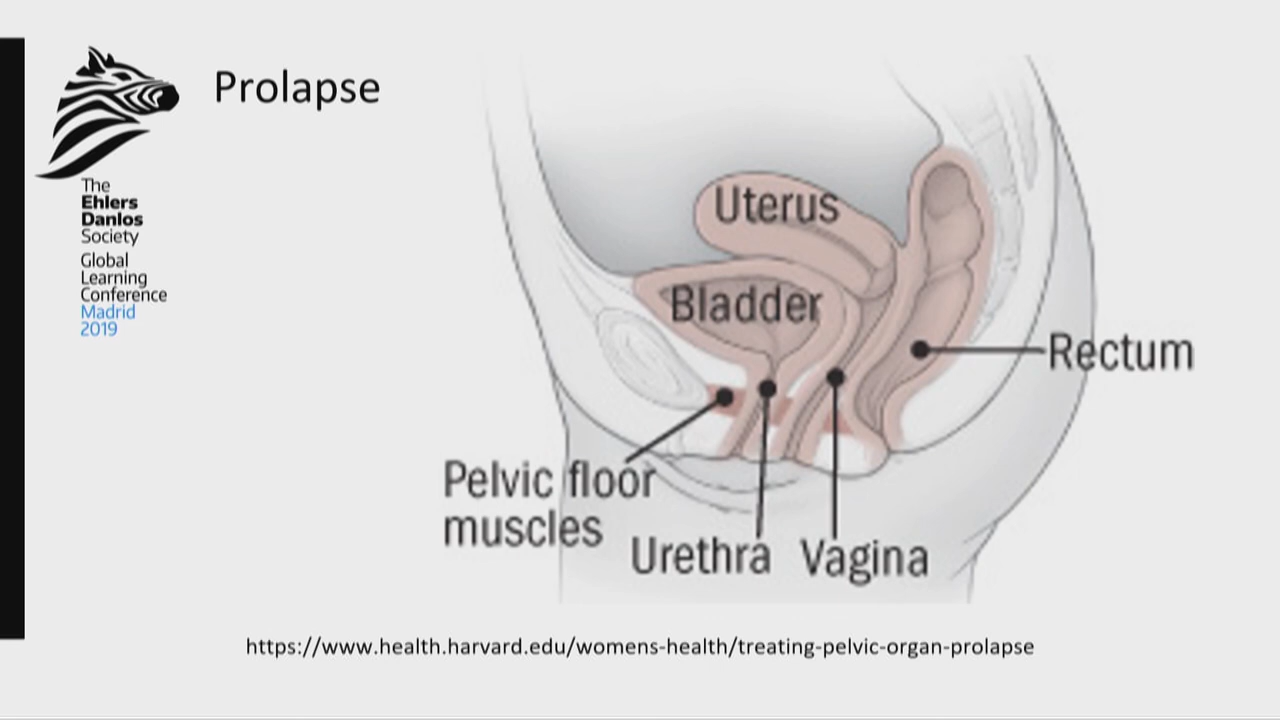 Prolapse
The
Ehlers
Danlos
Society
Global
Learning
Conference
Madrid
2019
Uterus
Bladder
Rectum
Pelvic floor
muscles
Urethra
Vagina
https://www.health.harvard.edu/womens-health/treating-pelvic-organ-prolapse